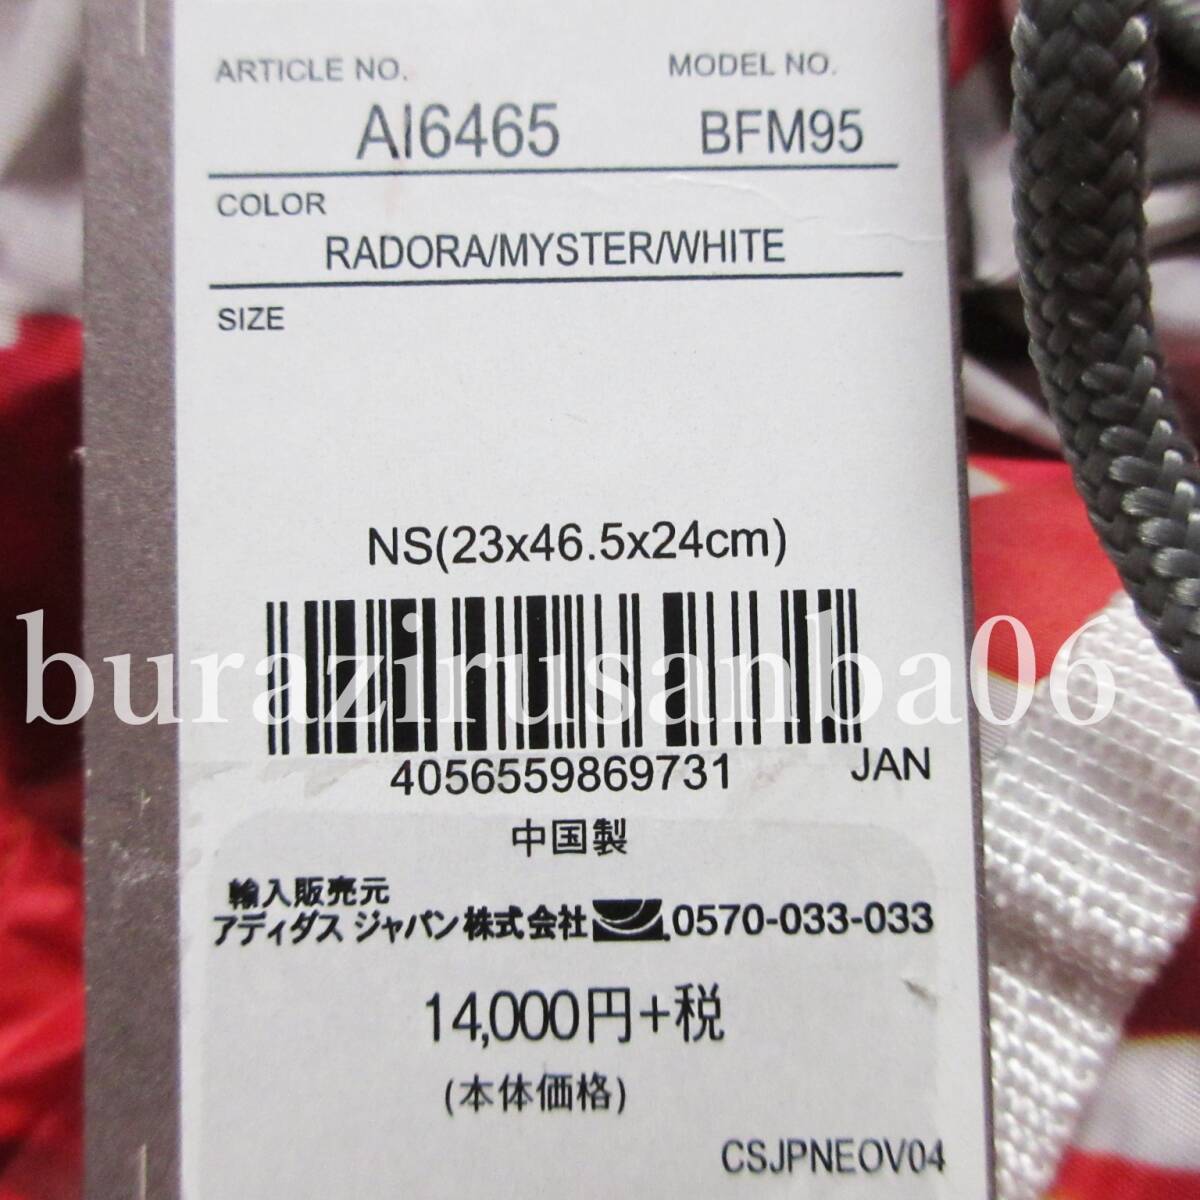 ARTICLE NO. MODEL NO.
AI6465 BFM95
COLOR
RADORA/MYSTER/WHITE
SIZE
NS(23x46.5x24cm)
burazirusanba06
4056559869731 JAN
中国製
輸入販売元
アディダス ジャパン株式会社 0570-033-033
14,000円+税
(本体価格)
CSJPNEOV04